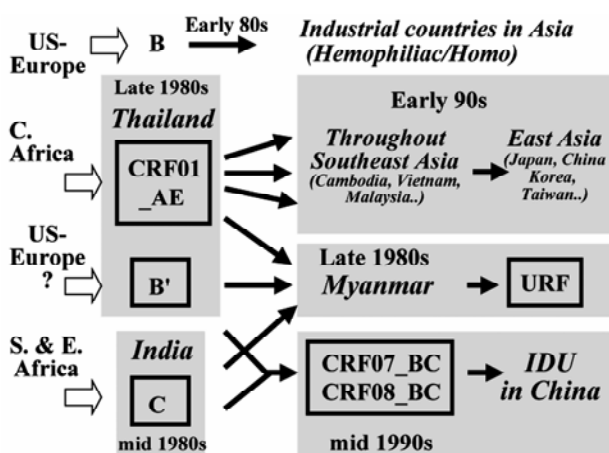 US-
Europe
B
Early 80s
Industrial countries in Asia
(Hemophiliac/Homo)
Late 1980s
Thailand
C.
Africa
CRF01
_AE
Early 90s
Throughout
Southeast Asia
(Cambodia, Vietnam,
Malaysia..)
East Asia
(Japan, China
Korea,
Taiwan..)
US-
Europe
?
B'
Late 1980s
Myanmar
URF
S. & E.
Africa
India
C
mid 1980s
CRF07_BC
CRF08_BC
mid 1990s
IDU
in China